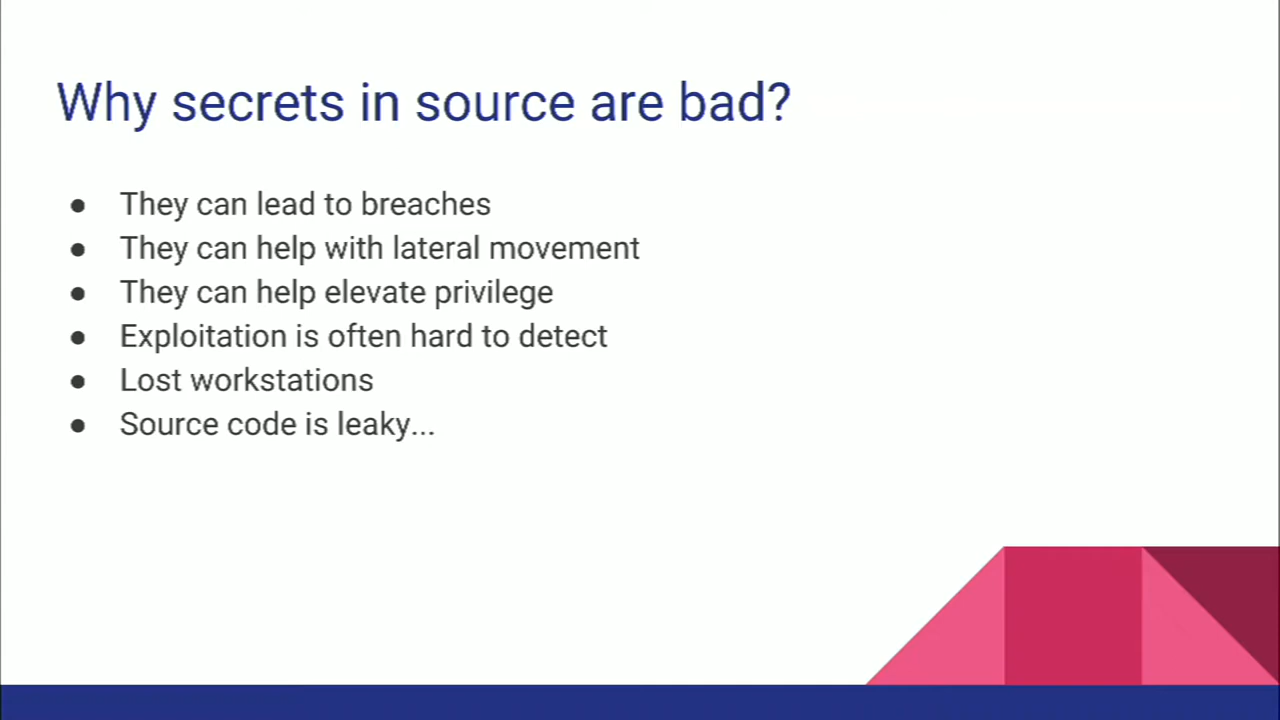 Why secrets in source are bad?
● They can lead to breaches
● They can help with lateral movement
● They can help elevate privilege
● Exploitation is often hard to detect
● Lost workstations
● Source code is leaky...